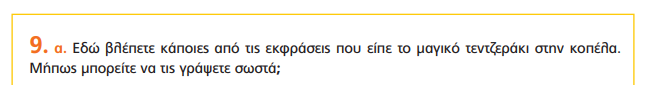 9. α. Εδώ βλέπετε κάποιες από τις εκφράσεις που είπε το μαγικό τεντζεράκι στην κοπέλα.
Μήπως μπορείτε να τις γράψετε σωστά;